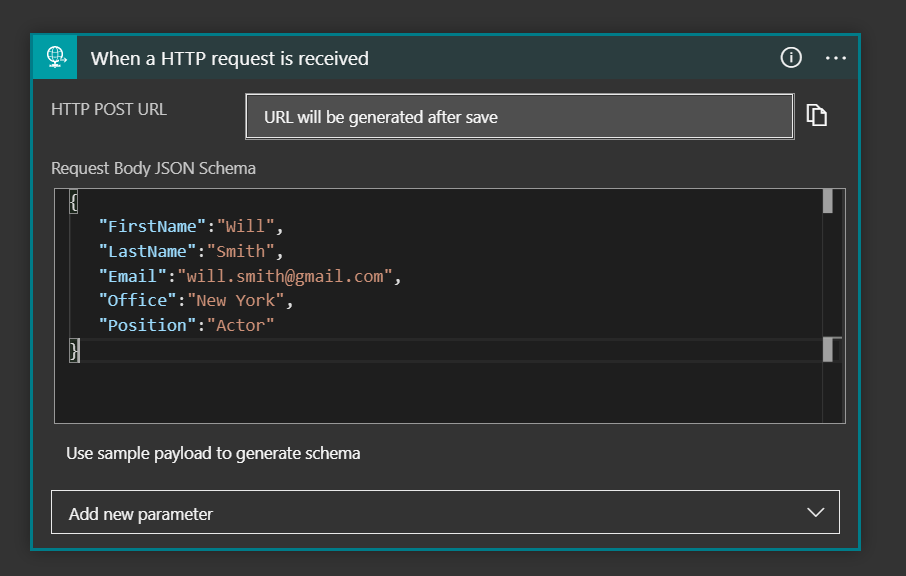 When a HTTP request is received
HTTP POST URL
URL will be generated after save
Request Body JSON Schema
{
"FirstName":"Will",
"LastName":"Smith",
"Email":"will.smith@gmail.com",
"Office":"New York",
"Position":"Actor"
}
Use sample payload to generate schema
Add new parameter